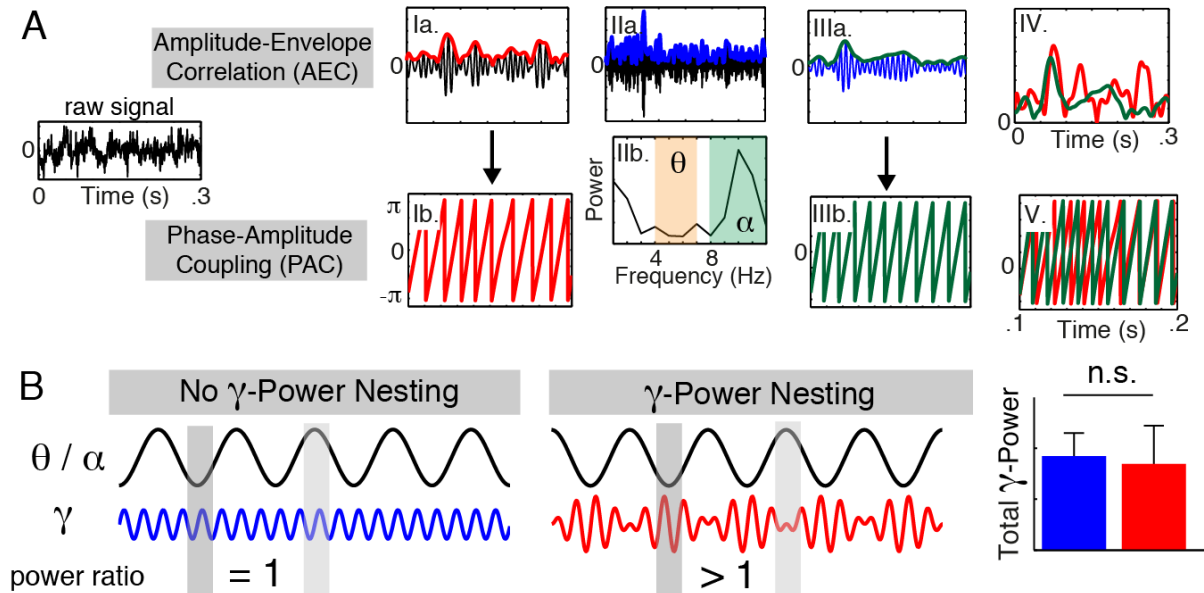 A
Amplitude-Envelope
Correlation (AEC)
raw signal
0
0
Time (s)
.3
Phase-Amplitude
Coupling (PAC)
Ia.
0
Ib.
π
0
-π
IIa.
0
IIb.
Power
θ
α
4
8
Frequency (Hz)
IIIa.
0
IIIb.
0
IV.
0
0
Time (s)
.3
V.
0
.1
Time (s)
.2
B
No γ-Power Nesting
γ-Power Nesting
θ / α
γ
power ratio
= 1
> 1
n.s.
Total γ-Power